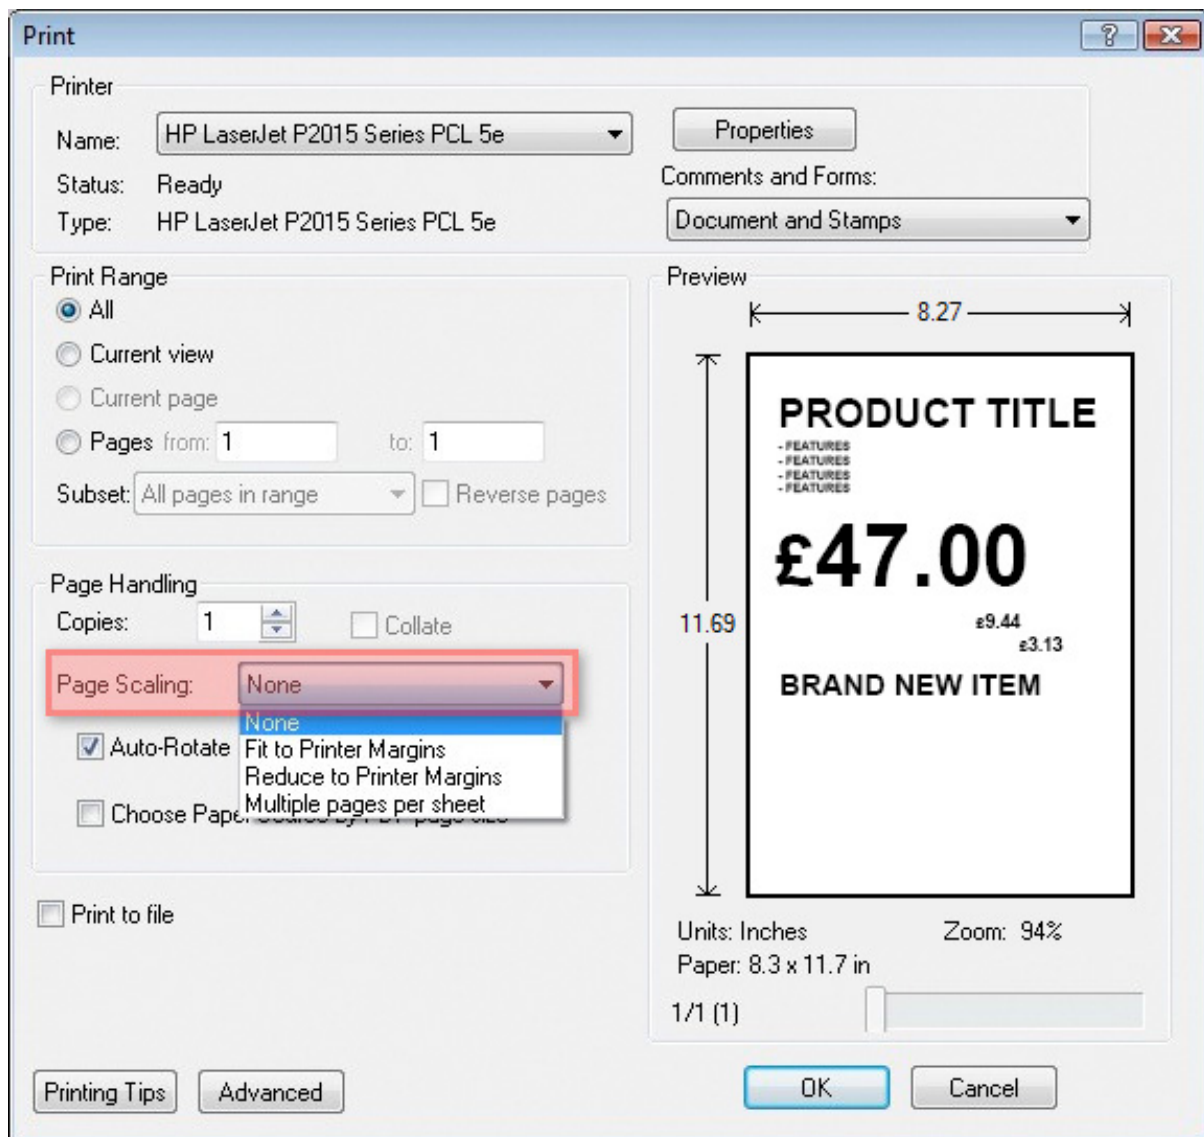 Print
Printer
Name: HP LaserJet P2015 Series PCL 5e
Properties
Status: Ready
Comments and Forms:
Type: HP LaserJet P2015 Series PCL 5e
Document and Stamps
Print Range
All
Current view
Current page
Pages from: 1 to: 1
Subset: All pages in range
Reverse pages
Page Handling
Copies: 1
Collate
Page Scaling: None
None
Fit to Printer Margins
Reduce to Printer Margins
Multiple pages per sheet
Auto-Rotate
Choose Pape
Print to file
Preview
8.27
11.69
PRODUCT TITLE
- FEATURES
- FEATURES
- FEATURES
- FEATURES
£47.00
£9.44
£3.13
BRAND NEW ITEM
Units: Inches Zoom: 94%
Paper: 8.3 x 11.7 in
1/1 (1)
Printing Tips
Advanced
OK
Cancel